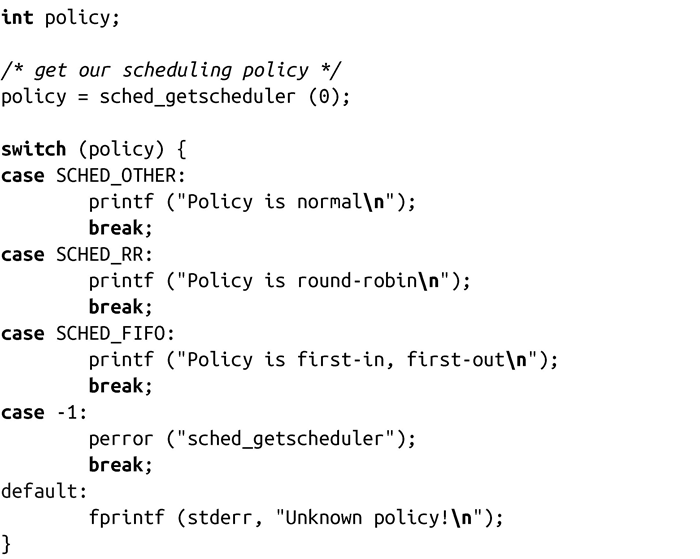 int policy;

/* get our scheduling policy */
policy = sched_getscheduler (0);

switch (policy) {
case SCHED_OTHER:
        printf ("Policy is normal\n");
        break;
case SCHED_RR:
        printf ("Policy is round-robin\n");
        break;
case SCHED_FIFO:
        printf ("Policy is first-in, first-out\n");
        break;
case -1:
        perror ("sched_getscheduler");
        break;
default:
        fprintf (stderr, "Unknown policy!\n");
}